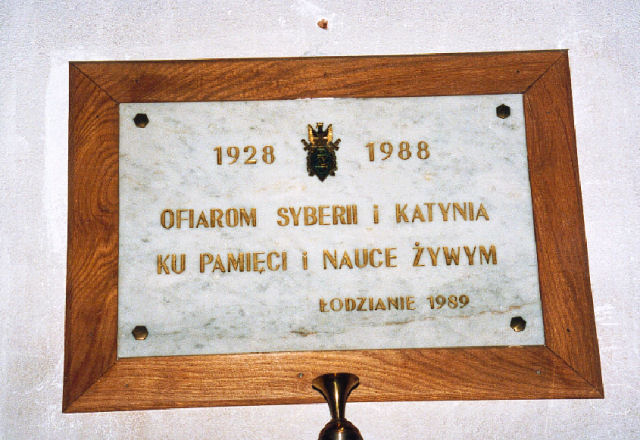 1928 1988
OFIAROM SYBERII i KATYNIA
KU PAMIĘCI i NAUCE ŻYWYM
ŁODZIANIE 1989